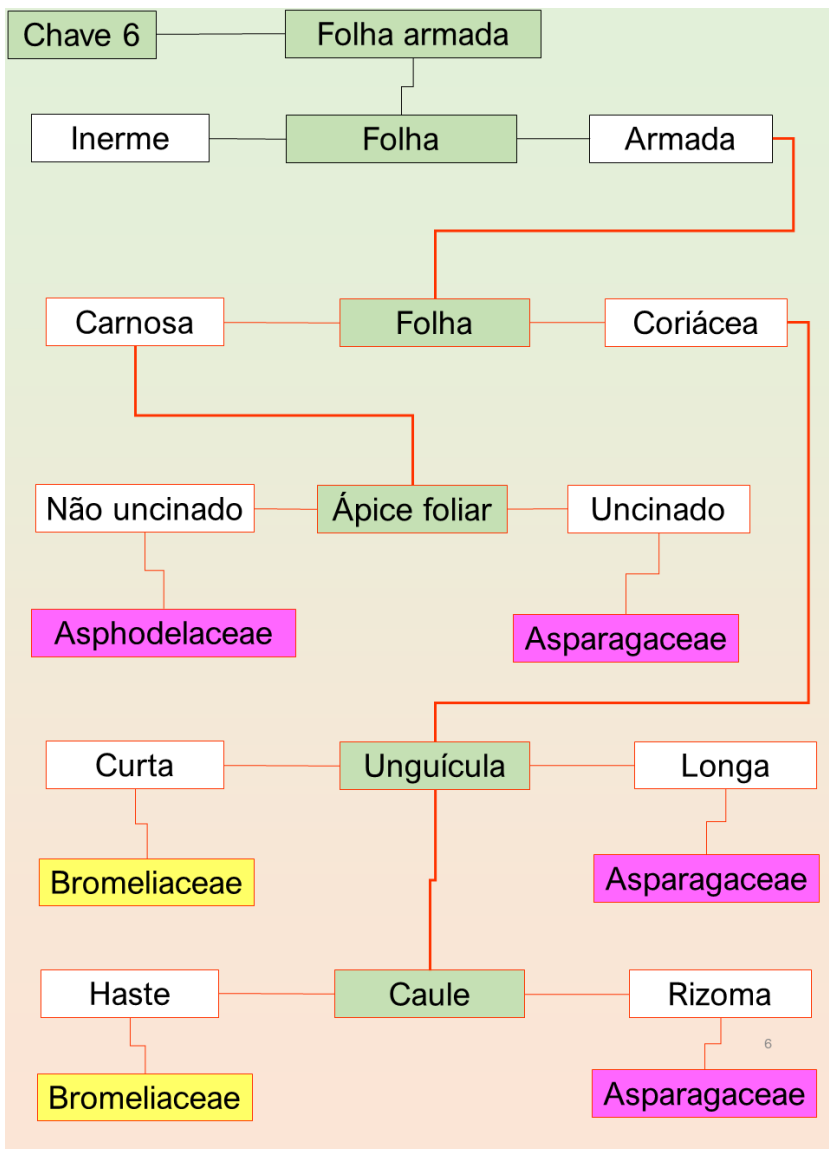 Chave 6
Folha armada
Inerme
Folha
Armada
Carnosa
Folha
Coriácea
Não uncinado
Ápice foliar
Uncinado
Asphodelaceae
Asparagaceae
Curta
Unguícula
Longa
Bromeliaceae
Asparagaceae
Haste
Caule
Rizoma
6
Bromeliaceae
Asparagaceae